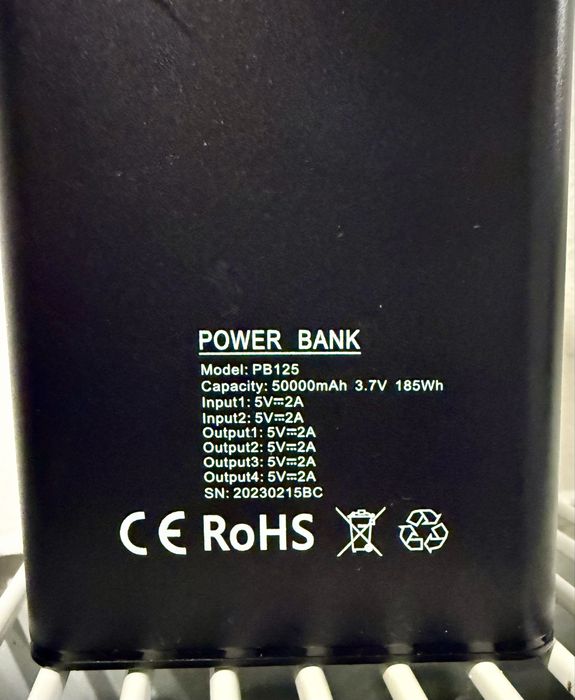 POWER BANK
Model: PB125
Capacity: 50000mAh 3.7V 185Wh
Input1: 5V⎓2A
Input2: 5V⎓2A
Output1: 5V⎓2A
Output2: 5V⎓2A
Output3: 5V⎓2A
Output4: 5V⎓2A
SN: 20230215BC
CE RoHS